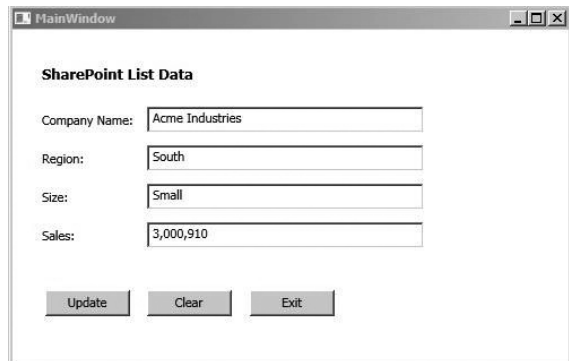 MainWindow
SharePoint List Data
Company Name: Acme Industries
Region: South
Size: Small
Sales: 3,000,910
Update Clear Exit